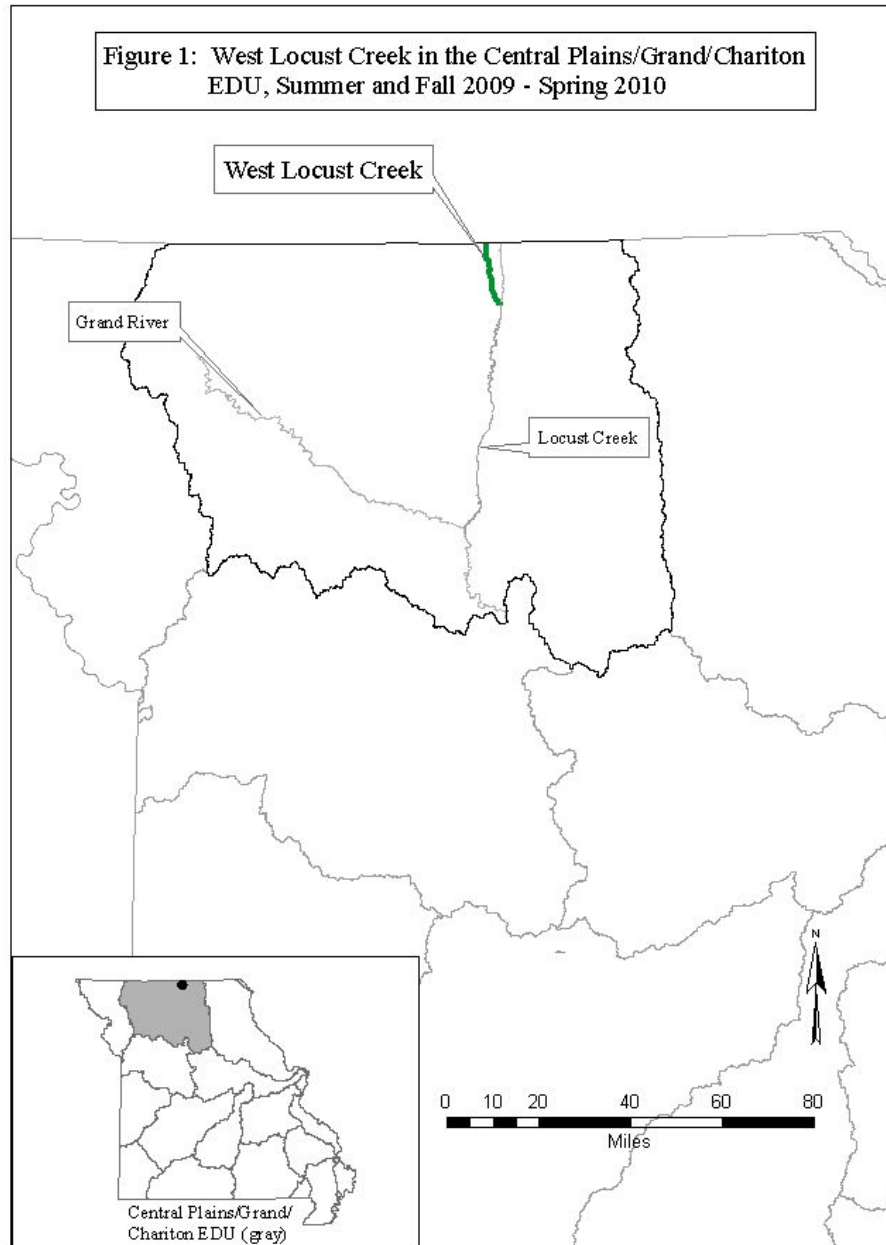 Figure 1: West Locust Creek in the Central Plains/Grand/Chariton
EDU, Summer and Fall 2009 - Spring 2010
West Locust Creek
Grand River
Locust Creek
N
0 10 20 40 60 80
Miles
Central Plains/Grand/
Chariton EDU (gray)